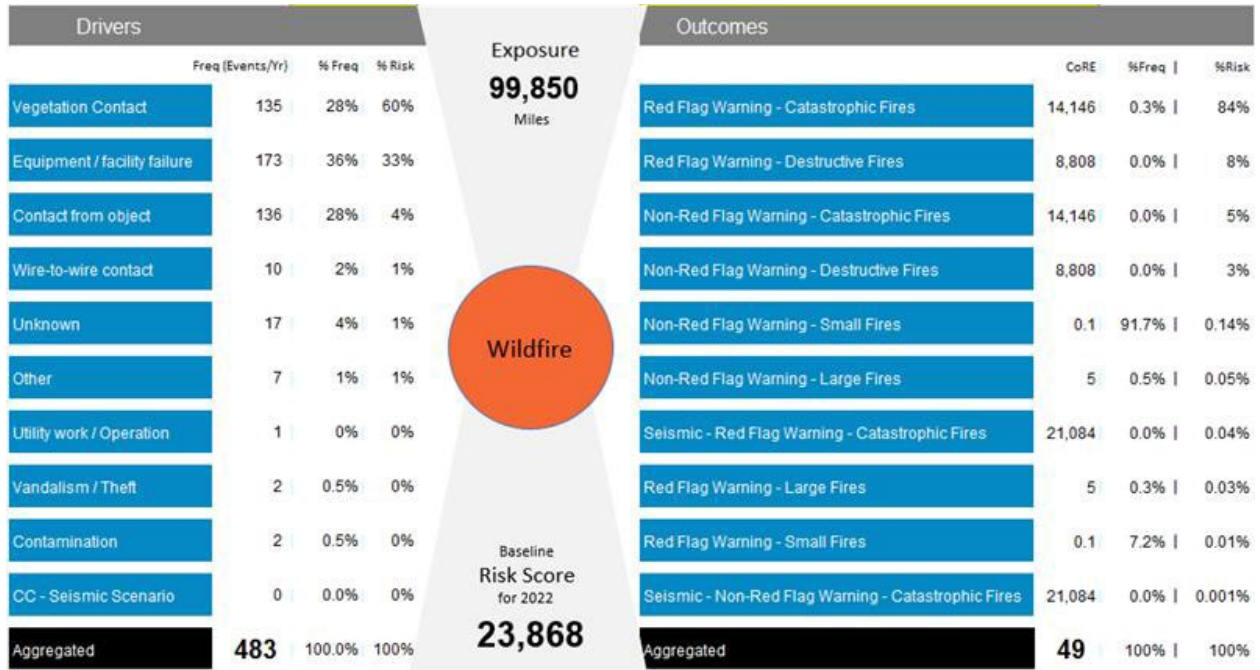 Drivers
Freq (Events/Yr) % Freq % Risk
Vegetation Contact 135 28% 60%
Equipment / facility failure 173 36% 33%
Contact from object 136 28% 4%
Wire-to-wire contact 10 2% 1%
Unknown 17 4% 1%
Other 7 1% 1%
Utility work / Operation 1 0% 0%
Vandalism / Theft 2 0.5% 0%
Contamination 2 0.5% 0%
CC - Seismic Scenario 0 0.0% 0%
Aggregated 483 100.0% 100%
Exposure
99,850
Miles
Wildfire
Baseline
Risk Score
for 2022
23,868
Outcomes
CoRE %Freq | %Risk
Red Flag Warning - Catastrophic Fires 14,146 0.3% | 84%
Red Flag Warning - Destructive Fires 8,808 0.0% | 8%
Non-Red Flag Warning - Catastrophic Fires 14,146 0.0% | 5%
Non-Red Flag Warning - Destructive Fires 8,808 0.0% | 3%
Non-Red Flag Warning - Small Fires 0.1 91.7% | 0.14%
Non-Red Flag Warning - Large Fires 5 0.5% | 0.05%
Seismic - Red Flag Warning - Catastrophic Fires 21,084 0.0% | 0.04%
Red Flag Warning - Large Fires 5 0.3% | 0.03%
Red Flag Warning - Small Fires 0.1 7.2% | 0.01%
Seismic - Non-Red Flag Warning - Catastrophic Fires 21,084 0.0% | 0.001%
Aggregated 49 100% | 100%